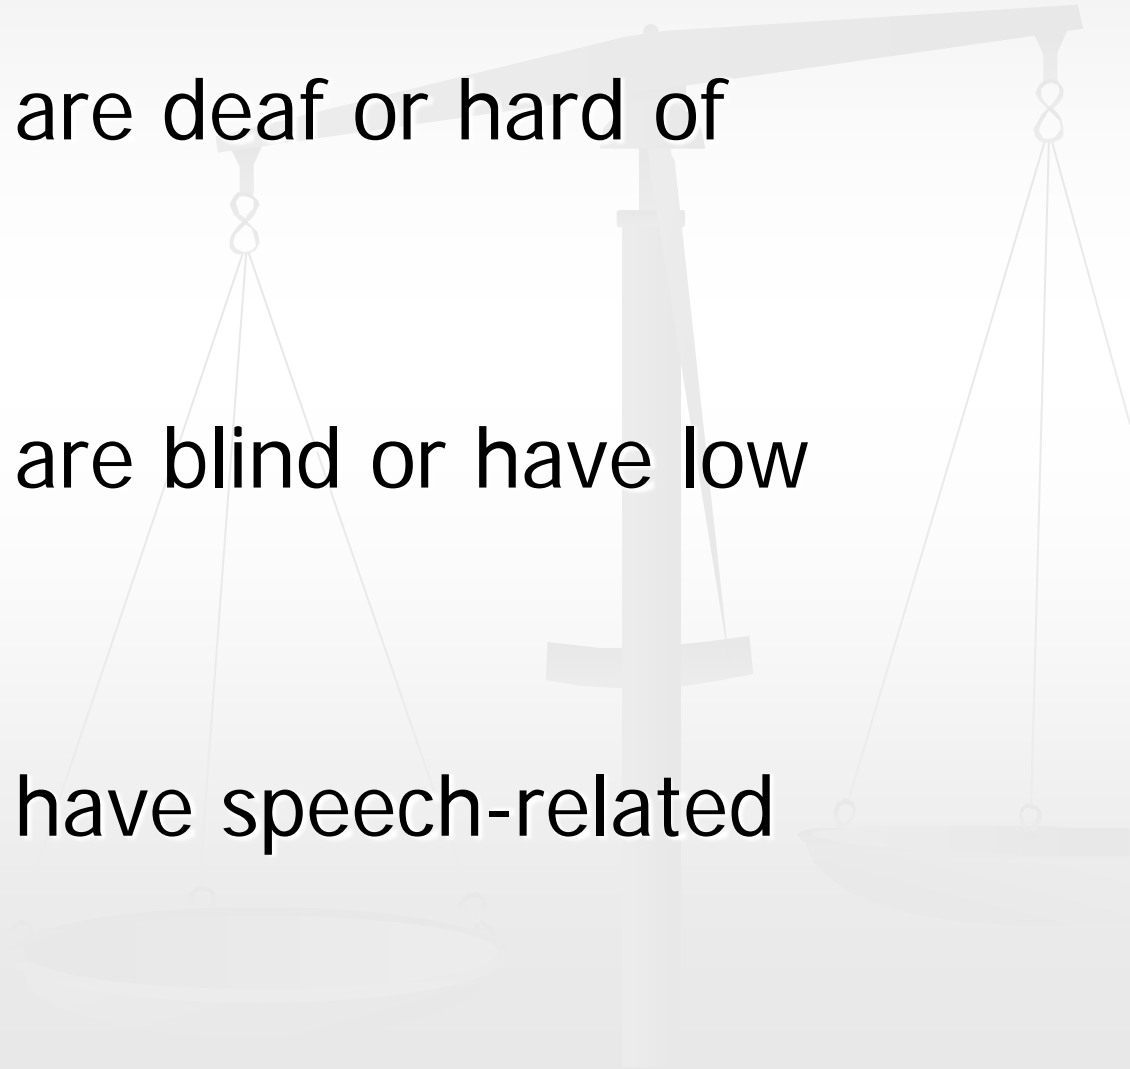 are deaf or hard of
are blind or have low
have speech-related